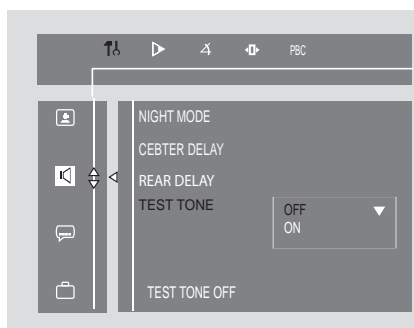 PBC
NIGHT MODE
CEBTER DELAY
REAR DELAY
TEST TONE
OFF
ON
TEST TONE OFF